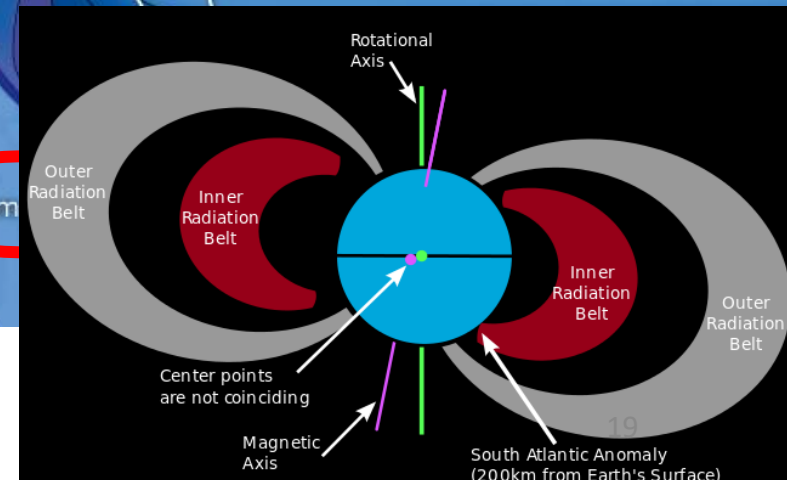 Rotational
Axis
Outer
Radiation
Belt
Inner
Radiation
Belt
m
Inner
Radiation
Belt
Outer
Radiation
Belt
Center points
are not coinciding
Magnetic
Axis
19
South Atlantic Anomaly
(200km from Earth's Surface)